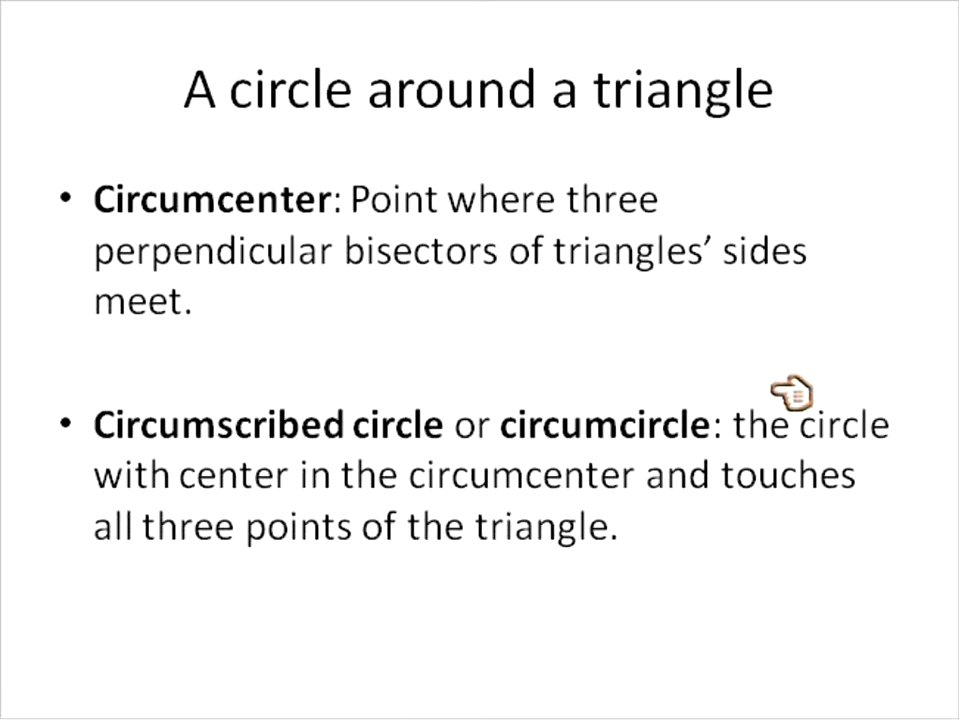 A circle around a triangle
• Circumcenter: Point where three
perpendicular bisectors of triangles’ sides
meet.
• Circumscribed circle or circumcircle: the circle
with center in the circumcenter and touches
all three points of the triangle.